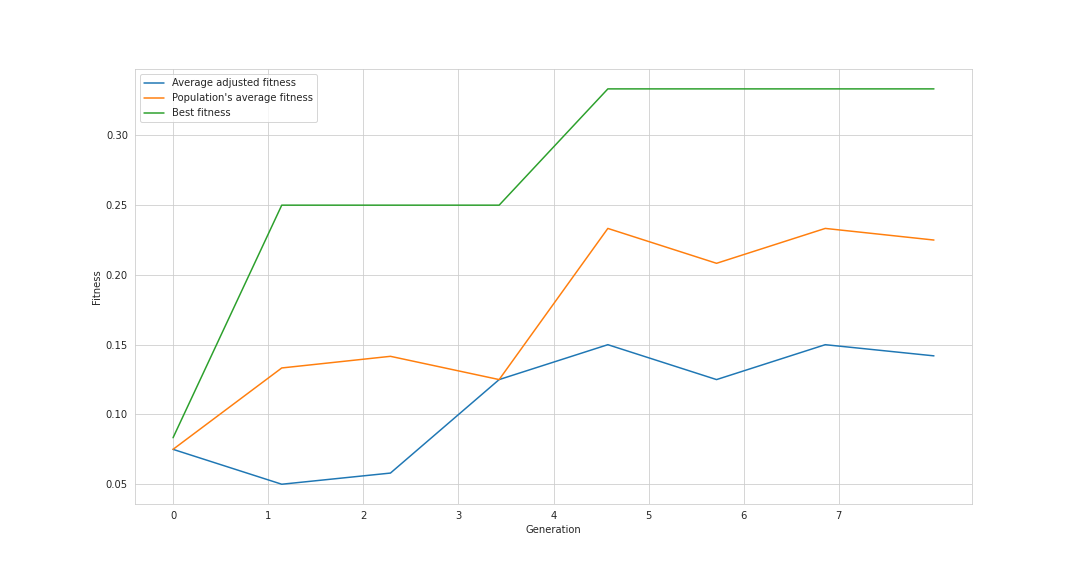 Average adjusted fitness
Population's average fitness
Best fitness
0.30
0.25
0.20
0.15
0.10
0.05
Fitness
0 1 2 3 4 5 6 7
Generation